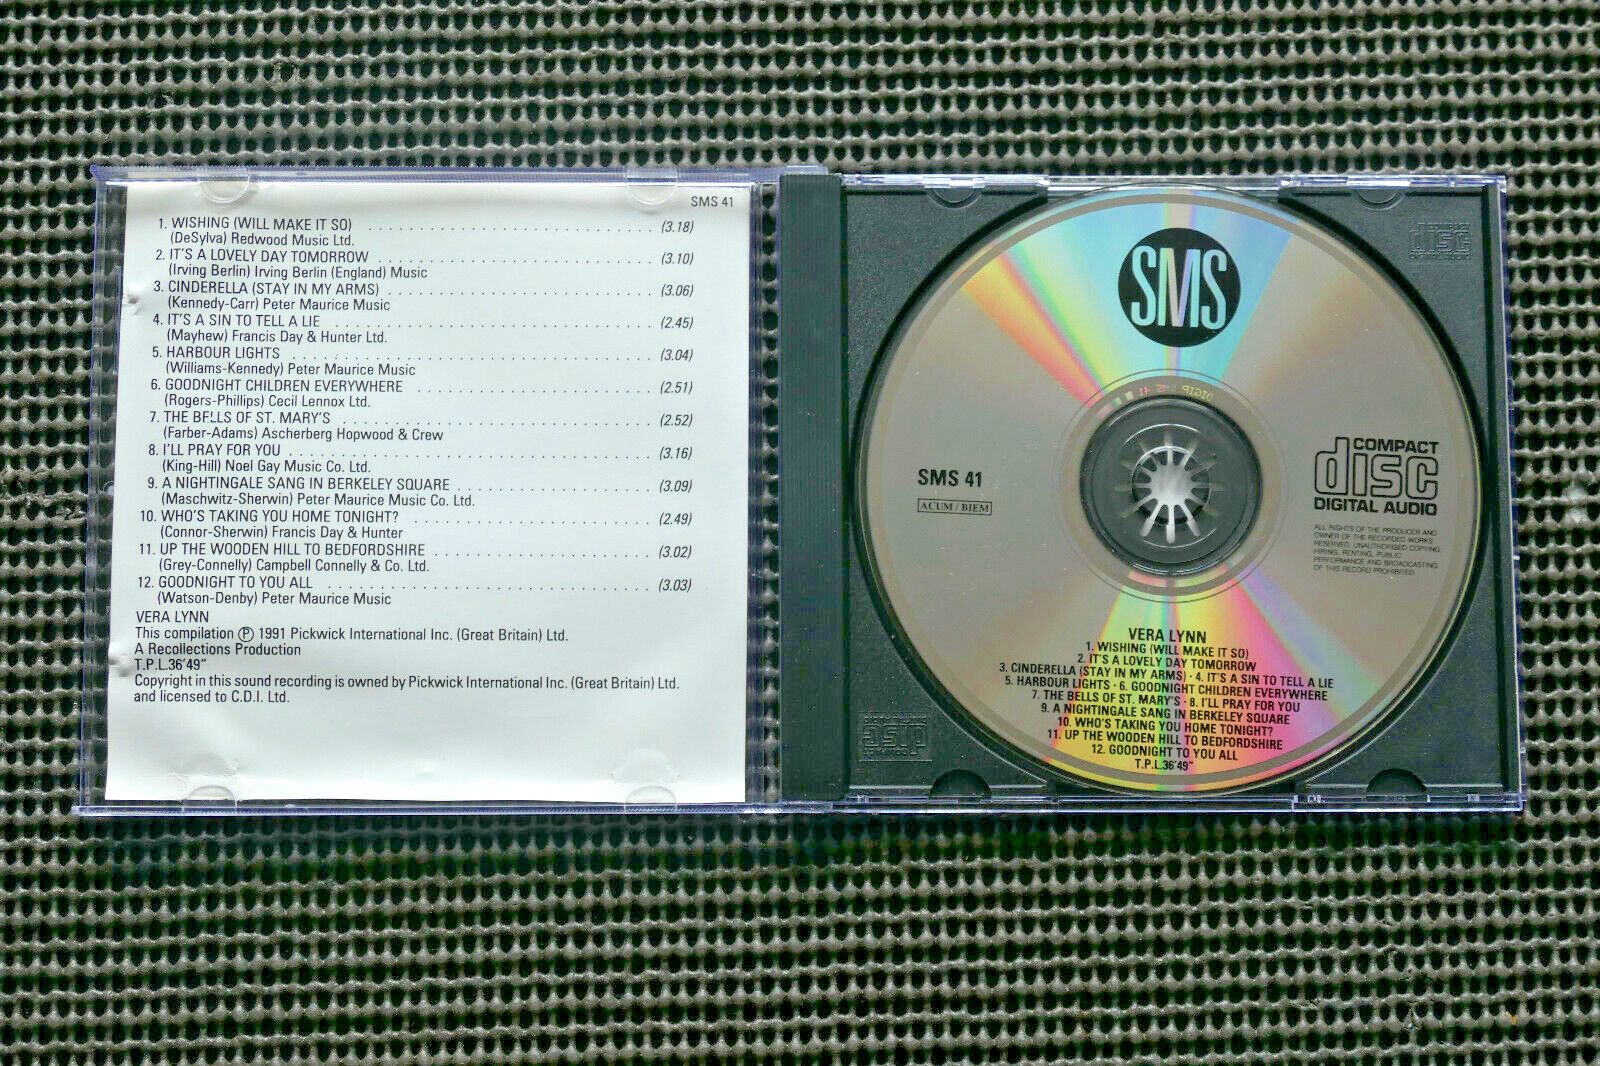 SMS 41
1. WISHING (WILL MAKE IT SO) (3.18)
(DeSylva) Redwood Music Ltd.
2. IT'S A LOVELY DAY TOMORROW (3.10)
(Irving Berlin) Irving Berlin (England) Music
3. CINDERELLA (STAY IN MY ARMS) (3.06)
(Kennedy-Carr) Peter Maurice Music
4. IT'S A SIN TO TELL A LIE (2.45)
(Mayhew) Francis Day & Hunter Ltd.
5. HARBOUR LIGHTS (3.04)
(Williams-Kennedy) Peter Maurice Music
6. GOODNIGHT CHILDREN EVERYWHERE (2.51)
(Rogers-Phillips) Cecil Lennox Ltd.
7. THE BELLS OF ST. MARY'S (2.52)
(Farber-Adams) Ascherberg Hopwood & Crew
8. I'LL PRAY FOR YOU (3.16)
(King-Hill) Noel Gay Music Co. Ltd.
9. A NIGHTINGALE SANG IN BERKELEY SQUARE (3.09)
(Maschwitz-Sherwin) Peter Maurice Music Co. Ltd.
10. WHO'S TAKING YOU HOME TONIGHT? (2.49)
(Connor-Sherwin) Francis Day & Hunter
11. UP THE WOODEN HILL TO BEDFORDSHIRE (3.02)
(Grey-Connelly) Campbell Connelly & Co. Ltd.
12. GOODNIGHT TO YOU ALL (3.03)
(Watson-Denby) Peter Maurice Music
VERA LYNN
This compilation ℗ 1991 Pickwick International Inc. (Great Britain) Ltd.
A Recollections Production
T.P.L.36'49"
Copyright in this sound recording is owned by Pickwick International Inc. (Great Britain) Ltd.
and licensed to C.D.I. Ltd.
SMS
SMS 41
ACUM / BIEM
COMPACT
disc
DIGITAL AUDIO
ALL RIGHTS OF THE PRODUCER AND
OWNER OF THE RECORDED WORKS
RESERVED. UNAUTHORISED COPYING,
HIRING, RENTING, PUBLIC
PERFORMANCE AND BROADCASTING
OF THIS RECORD PROHIBITED.
VERA LYNN
1. WISHING (WILL MAKE IT SO)
2. IT'S A LOVELY DAY TOMORROW
3. CINDERELLA (STAY IN MY ARMS) · 4. IT'S A SIN TO TELL A LIE
5. HARBOUR LIGHTS · 6. GOODNIGHT CHILDREN EVERYWHERE
7. THE BELLS OF ST. MARY'S · 8. I'LL PRAY FOR YOU
9. A NIGHTINGALE SANG IN BERKELEY SQUARE
10. WHO'S TAKING YOU HOME TONIGHT?
11. UP THE WOODEN HILL TO BEDFORDSHIRE
12. GOODNIGHT TO YOU ALL
T.P.L.36'49"